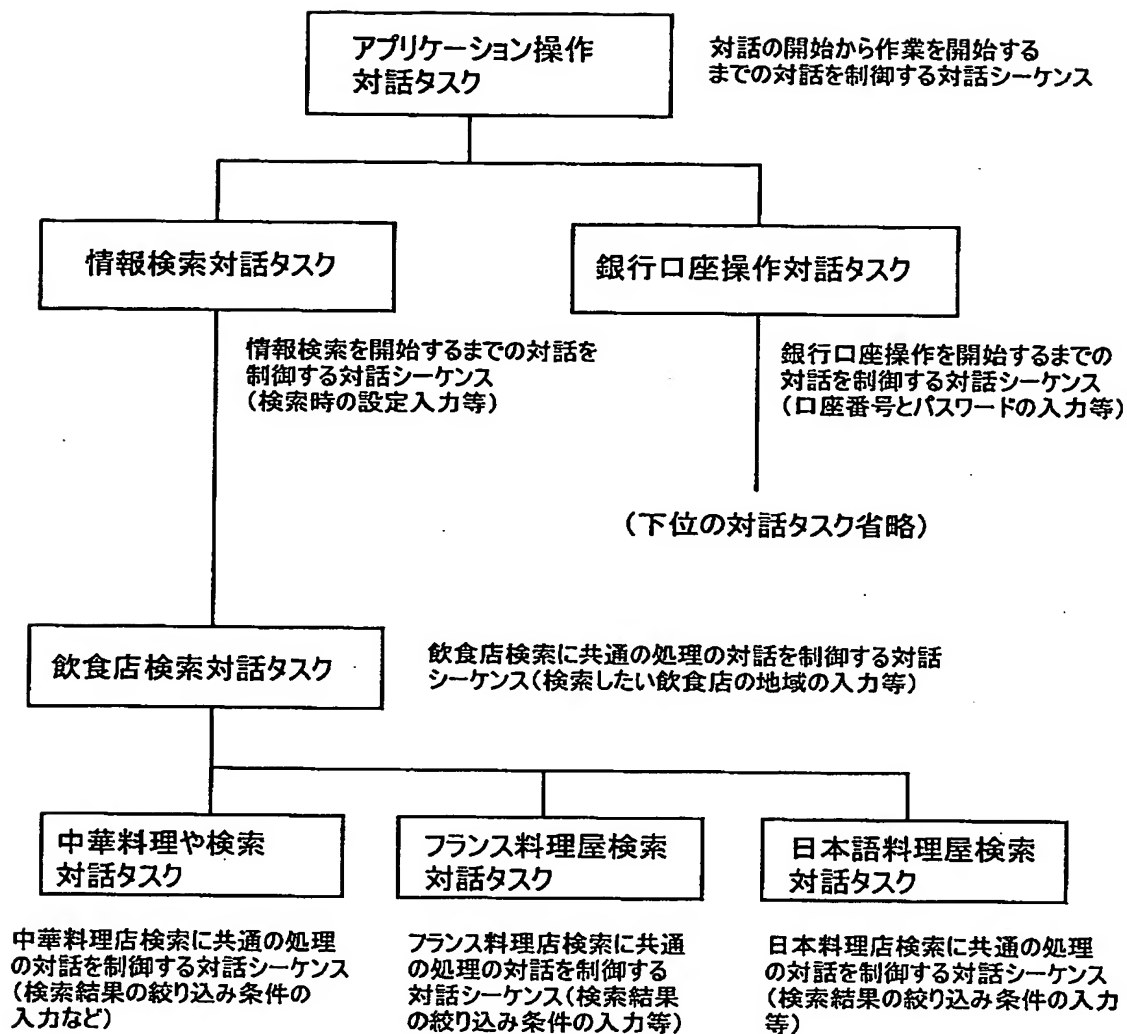 アプリケーション操作
対話タスク
対話の開始から作業を開始する
までの対話を制御する対話シーケンス
情報検索対話タスク
銀行口座操作対話タスク
情報検索を開始するまでの対話を
制御する対話シーケンス
(検索時の設定入力等)
銀行口座操作を開始するまでの
対話を制御する対話シーケンス
(口座番号とパスワードの入力等)
(下位の対話タスク省略)
飲食店検索対話タスク
飲食店検索に共通の処理の対話を制御する対話
シーケンス(検索したい飲食店の地域の入力等)
中華料理や検索
対話タスク
フランス料理屋検索
対話タスク
日本語料理屋検索
対話タスク
中華料理店検索に共通の処理
の対話を制御する対話シーケンス
(検索結果の絞り込み条件の
入力など)
フランス料理店検索に共通
の処理の対話を制御する
対話シーケンス(検索結果
の絞り込み条件の入力等)
日本料理店検索に共通の処理
の対話を制御する対話シーケンス
(検索結果の絞り込み条件の入力
等)